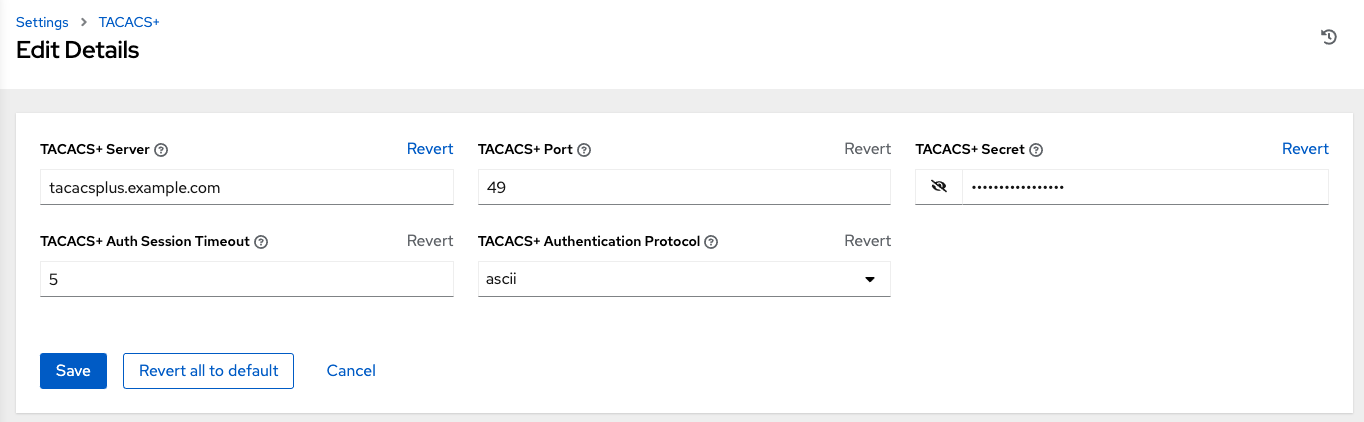 Settings > TACACS+
Edit Details
TACACS+ Server Revert TACACS+ Port Revert TACACS+ Secret Revert
tacacsplus.example.com 49 •••••••••••••••••
TACACS+ Auth Session Timeout Revert TACACS+ Authentication Protocol Revert
5 ascii
Save Revert all to default Cancel